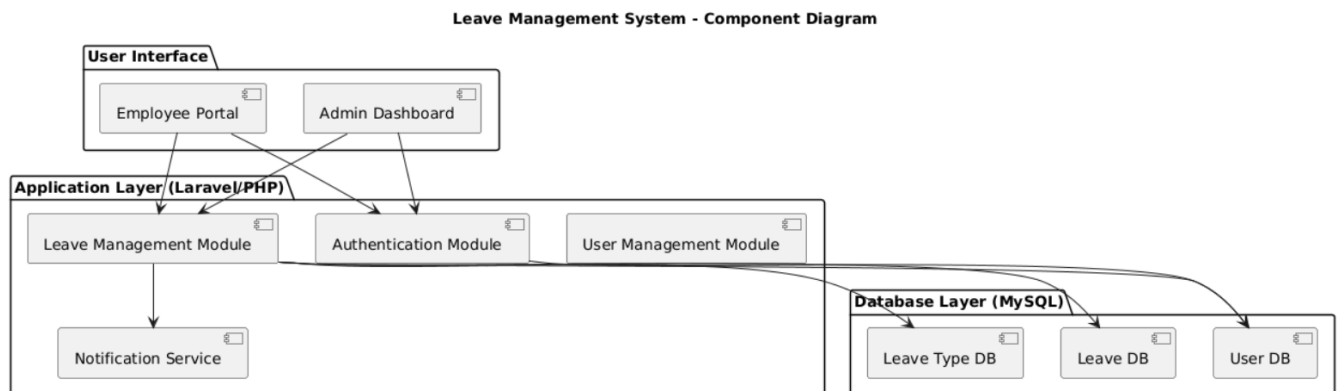 Leave Management System - Component Diagram
User Interface
Employee Portal
Admin Dashboard
Application Layer (Laravel/PHP)
Leave Management Module
Authentication Module
User Management Module
Database Layer (MySQL)
Notification Service
Leave Type DB
Leave DB
User DB